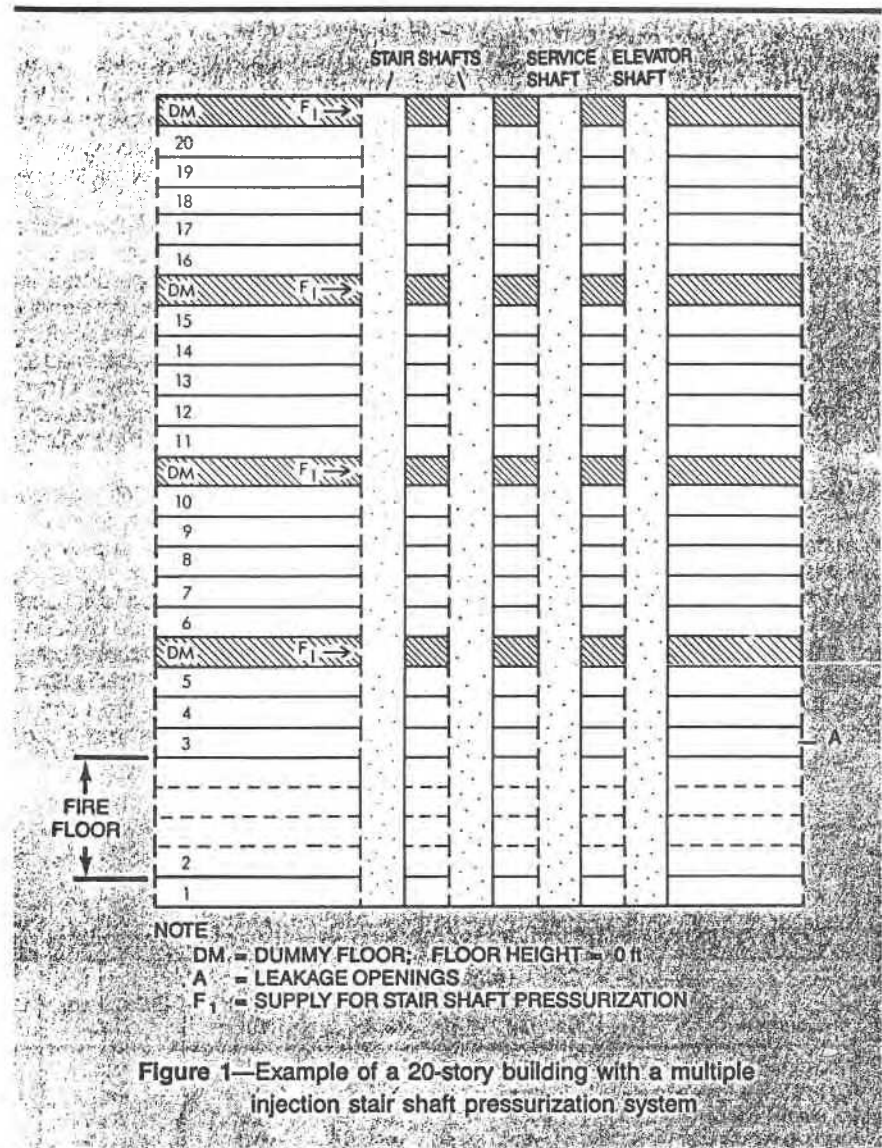 STAIR SHAFTS SERVICE SHAFT ELEVATOR SHAFT
DM F₁ →
20
19
18
17
16
DM F₁ →
15
14
13
12
11
DM F₁ →
10
9
8
7
6
DM F₁ →
5
4
3 A
FIRE FLOOR
2
1
NOTE
DM = DUMMY FLOOR; FLOOR HEIGHT = 0 ft
A = LEAKAGE OPENINGS
F₁ = SUPPLY FOR STAIR SHAFT PRESSURIZATION
Figure 1—Example of a 20-story building with a multiple
injection stair shaft pressurization system